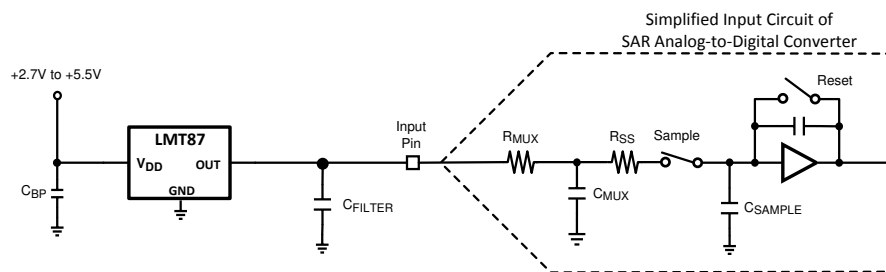 Simplified Input Circuit of
SAR Analog-to-Digital Converter
+2.7V to +5.5V
Reset
LMT87
Input
Pin
RMUX
RSS
Sample
VDD
OUT
GND
CBP
CFILTER
CMUX
CSAMPLE